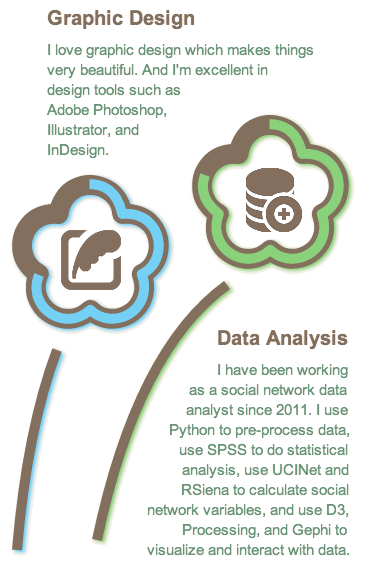 Graphic Design
I love graphic design which makes things
very beautiful. And I'm excellent in
design tools such as
Adobe Photoshop,
Illustrator, and
InDesign.
Data Analysis
I have been working
as a social network data
analyst since 2011. I use
Python to pre-process data,
use SPSS to do statistical
analysis, use UCINet and
RSiena to calculate social
network variables, and use D3,
Processing, and Gephi to
visualize and interact with data.